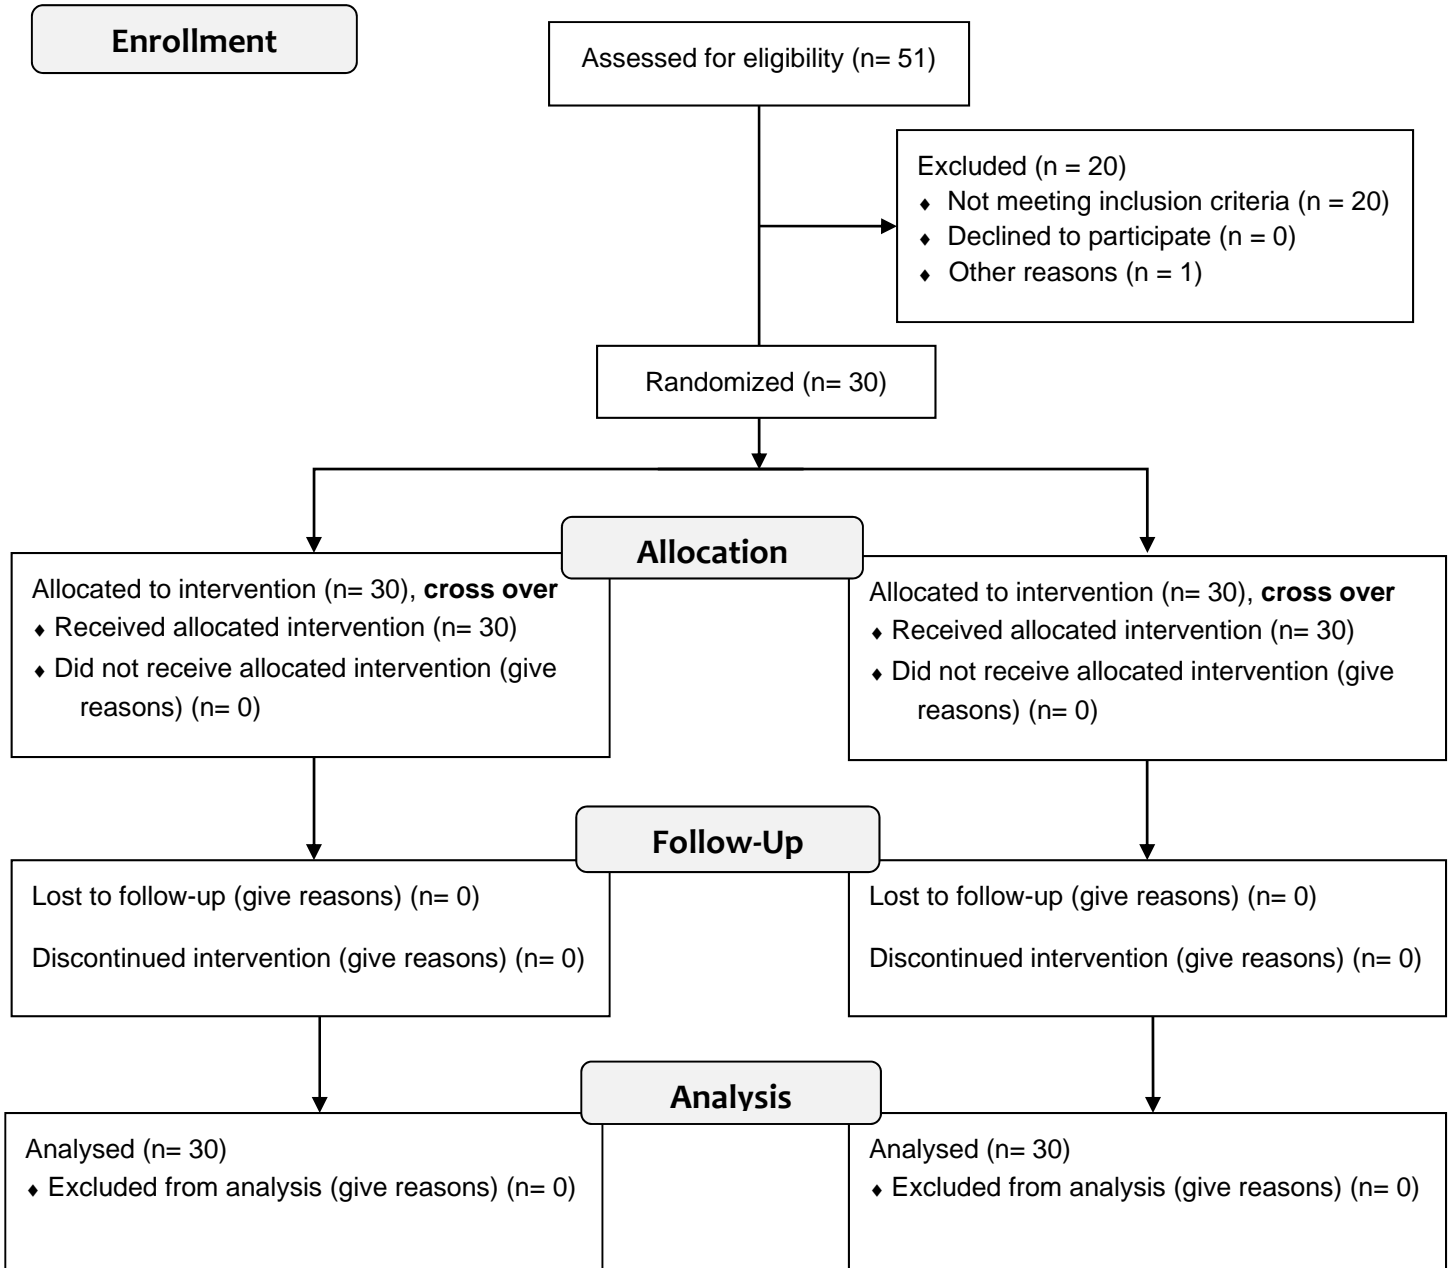 Enrollment
Assessed for eligibility (n= 51)
Excluded (n = 20)
♦ Not meeting inclusion criteria (n = 20)
♦ Declined to participate (n = 0)
♦ Other reasons (n = 1)
Randomized (n= 30)
Allocation
Allocated to intervention (n= 30), cross over
♦ Received allocated intervention (n= 30)
♦ Did not receive allocated intervention (give
reasons) (n= 0)
Allocated to intervention (n= 30), cross over
♦ Received allocated intervention (n= 30)
♦ Did not receive allocated intervention (give
reasons) (n= 0)
Follow-Up
Lost to follow-up (give reasons) (n= 0)
Discontinued intervention (give reasons) (n= 0)
Lost to follow-up (give reasons) (n= 0)
Discontinued intervention (give reasons) (n= 0)
Analysis
Analysed (n= 30)
♦ Excluded from analysis (give reasons) (n= 0)
Analysed (n= 30)
♦ Excluded from analysis (give reasons) (n= 0)